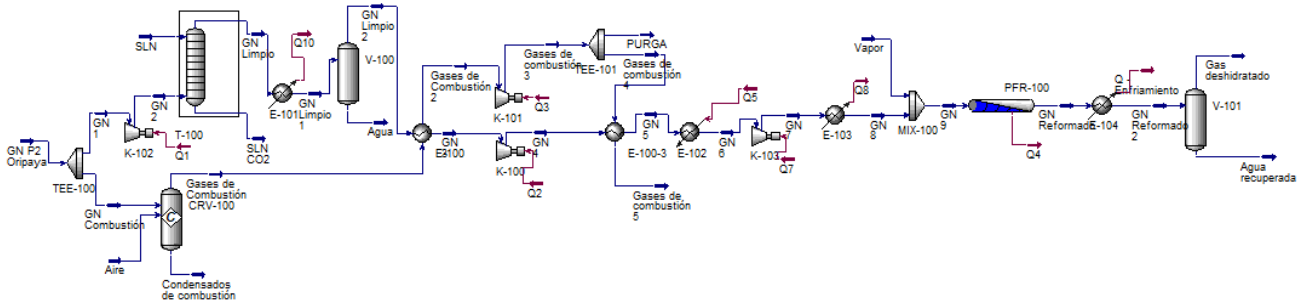 SLN
GN
Limpio
Q10
GN
Limpio
2
V-100
E-101
GN
Limpio
1
Agua
GN
1
GN
2
T-100
K-102
Q1
SLN
CO2
GN P2
Oripaya
TEE-100
GN
Combustión
Gases de
Combustión
CRV-100
C
Aire
Condensados
de combustión
Gases de
Combustión
2
Gases de
combustión
3
K-101
Q3
TEE-101
PURGA
Gases de
combustión
4
GN
3
E-100
K-100
Q2
GN
4
GN
5
E-100-3
Gases de
combustión
5
Q5
E-102
GN
6
K-103
Q7
GN
7
Q8
E-103
GN
8
Vapor
MIX-100
GN
9
PFR-100
Q4
GN
Reformado
Q
Enfriamiento
E-104
GN
Reformado
2
Gas
deshidratado
V-101
Agua
recuperada